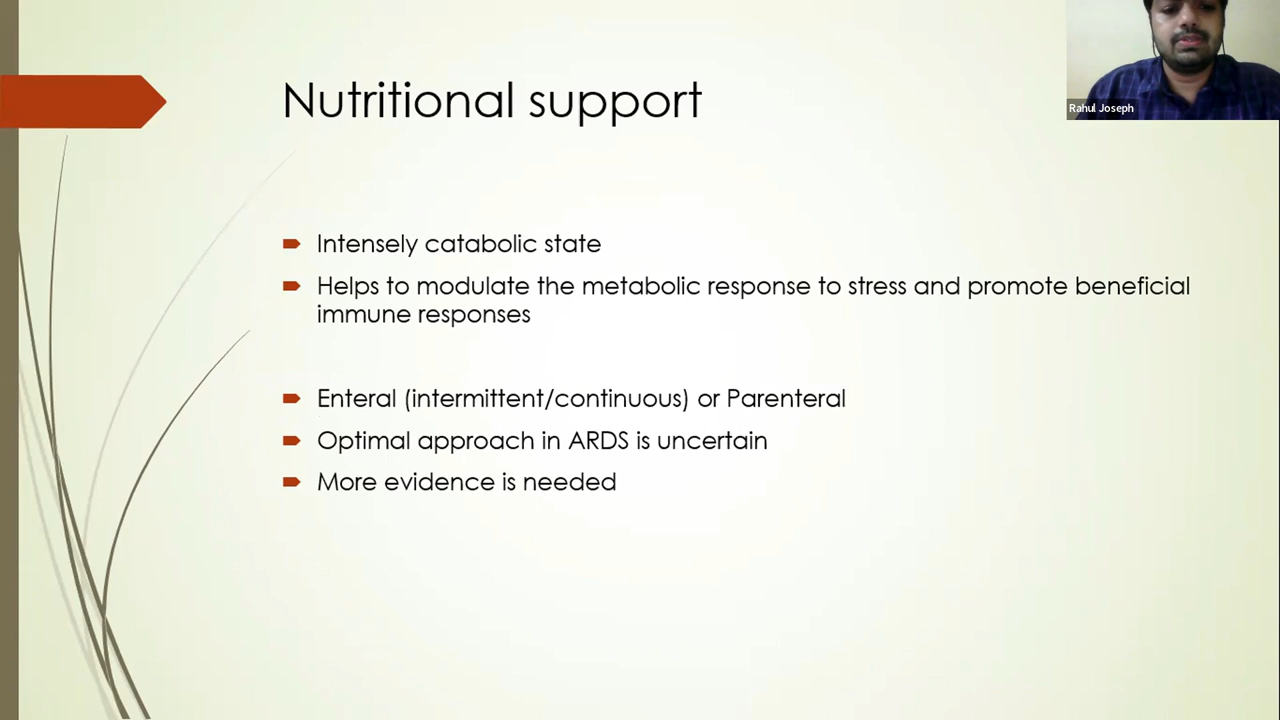 Nutritional support
Rahul Joseph
Intensely catabolic state
Helps to modulate the metabolic response to stress and promote beneficial
immune responses
Enteral (intermittent/continuous) or Parenteral
Optimal approach in ARDS is uncertain
More evidence is needed